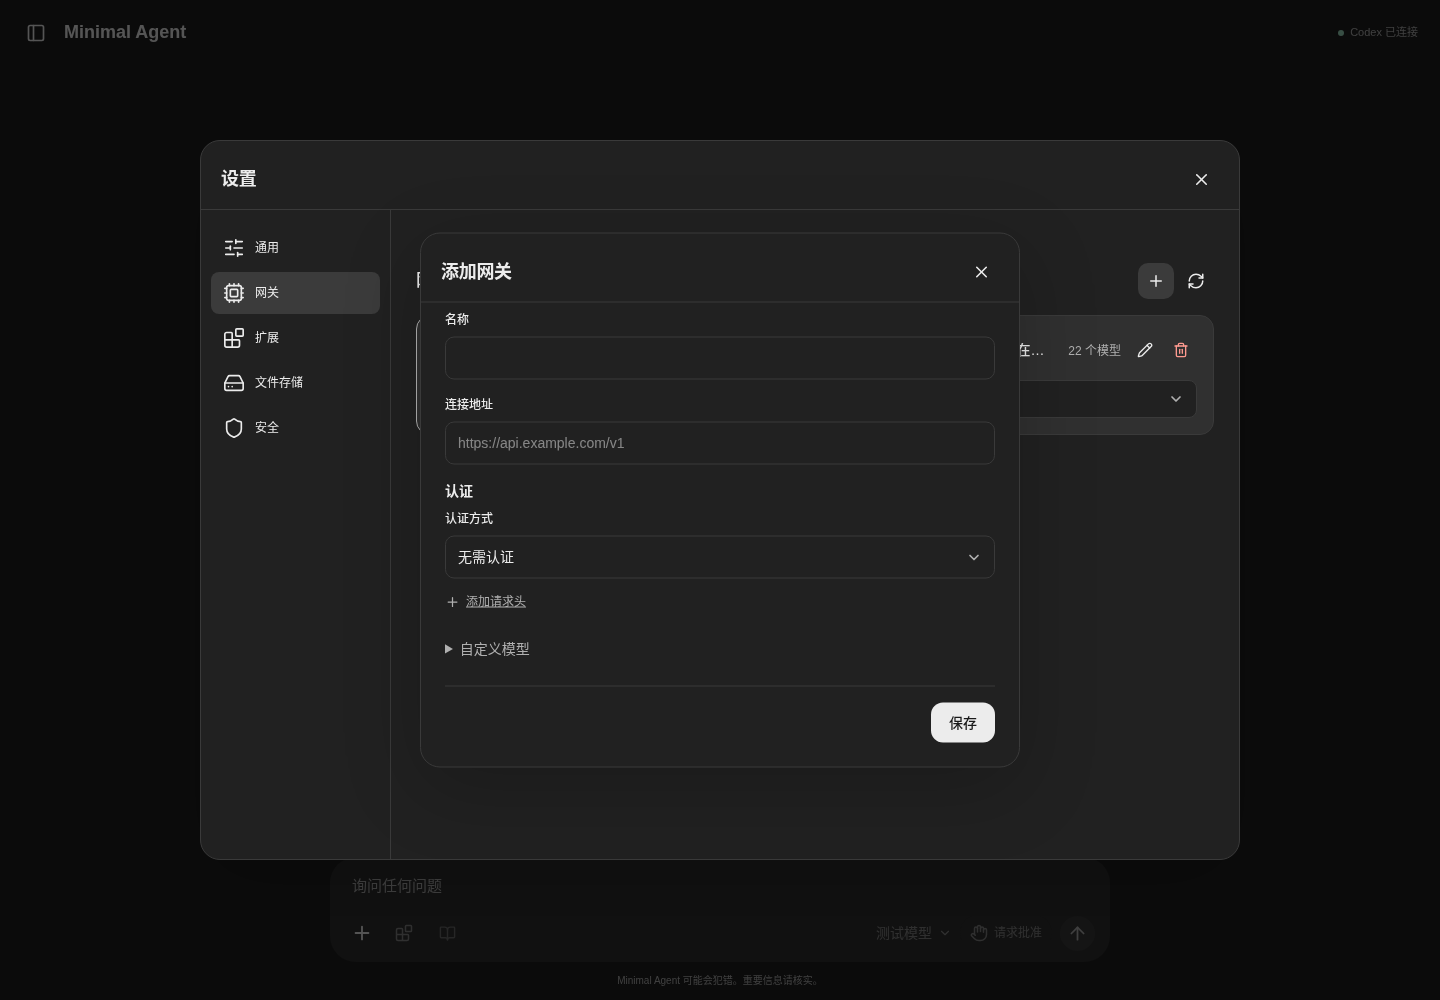 Minimal Agent
Codex 已连接
设置
通用
网关
扩展
文件存储
安全
添加网关
名称
连接地址
https://api.example.com/v1
认证
认证方式
无需认证
添加请求头
自定义模型
保存
在…
22 个模型
询问任何问题
测试模型
请求批准
Minimal Agent 可能会犯错。重要信息请核实。